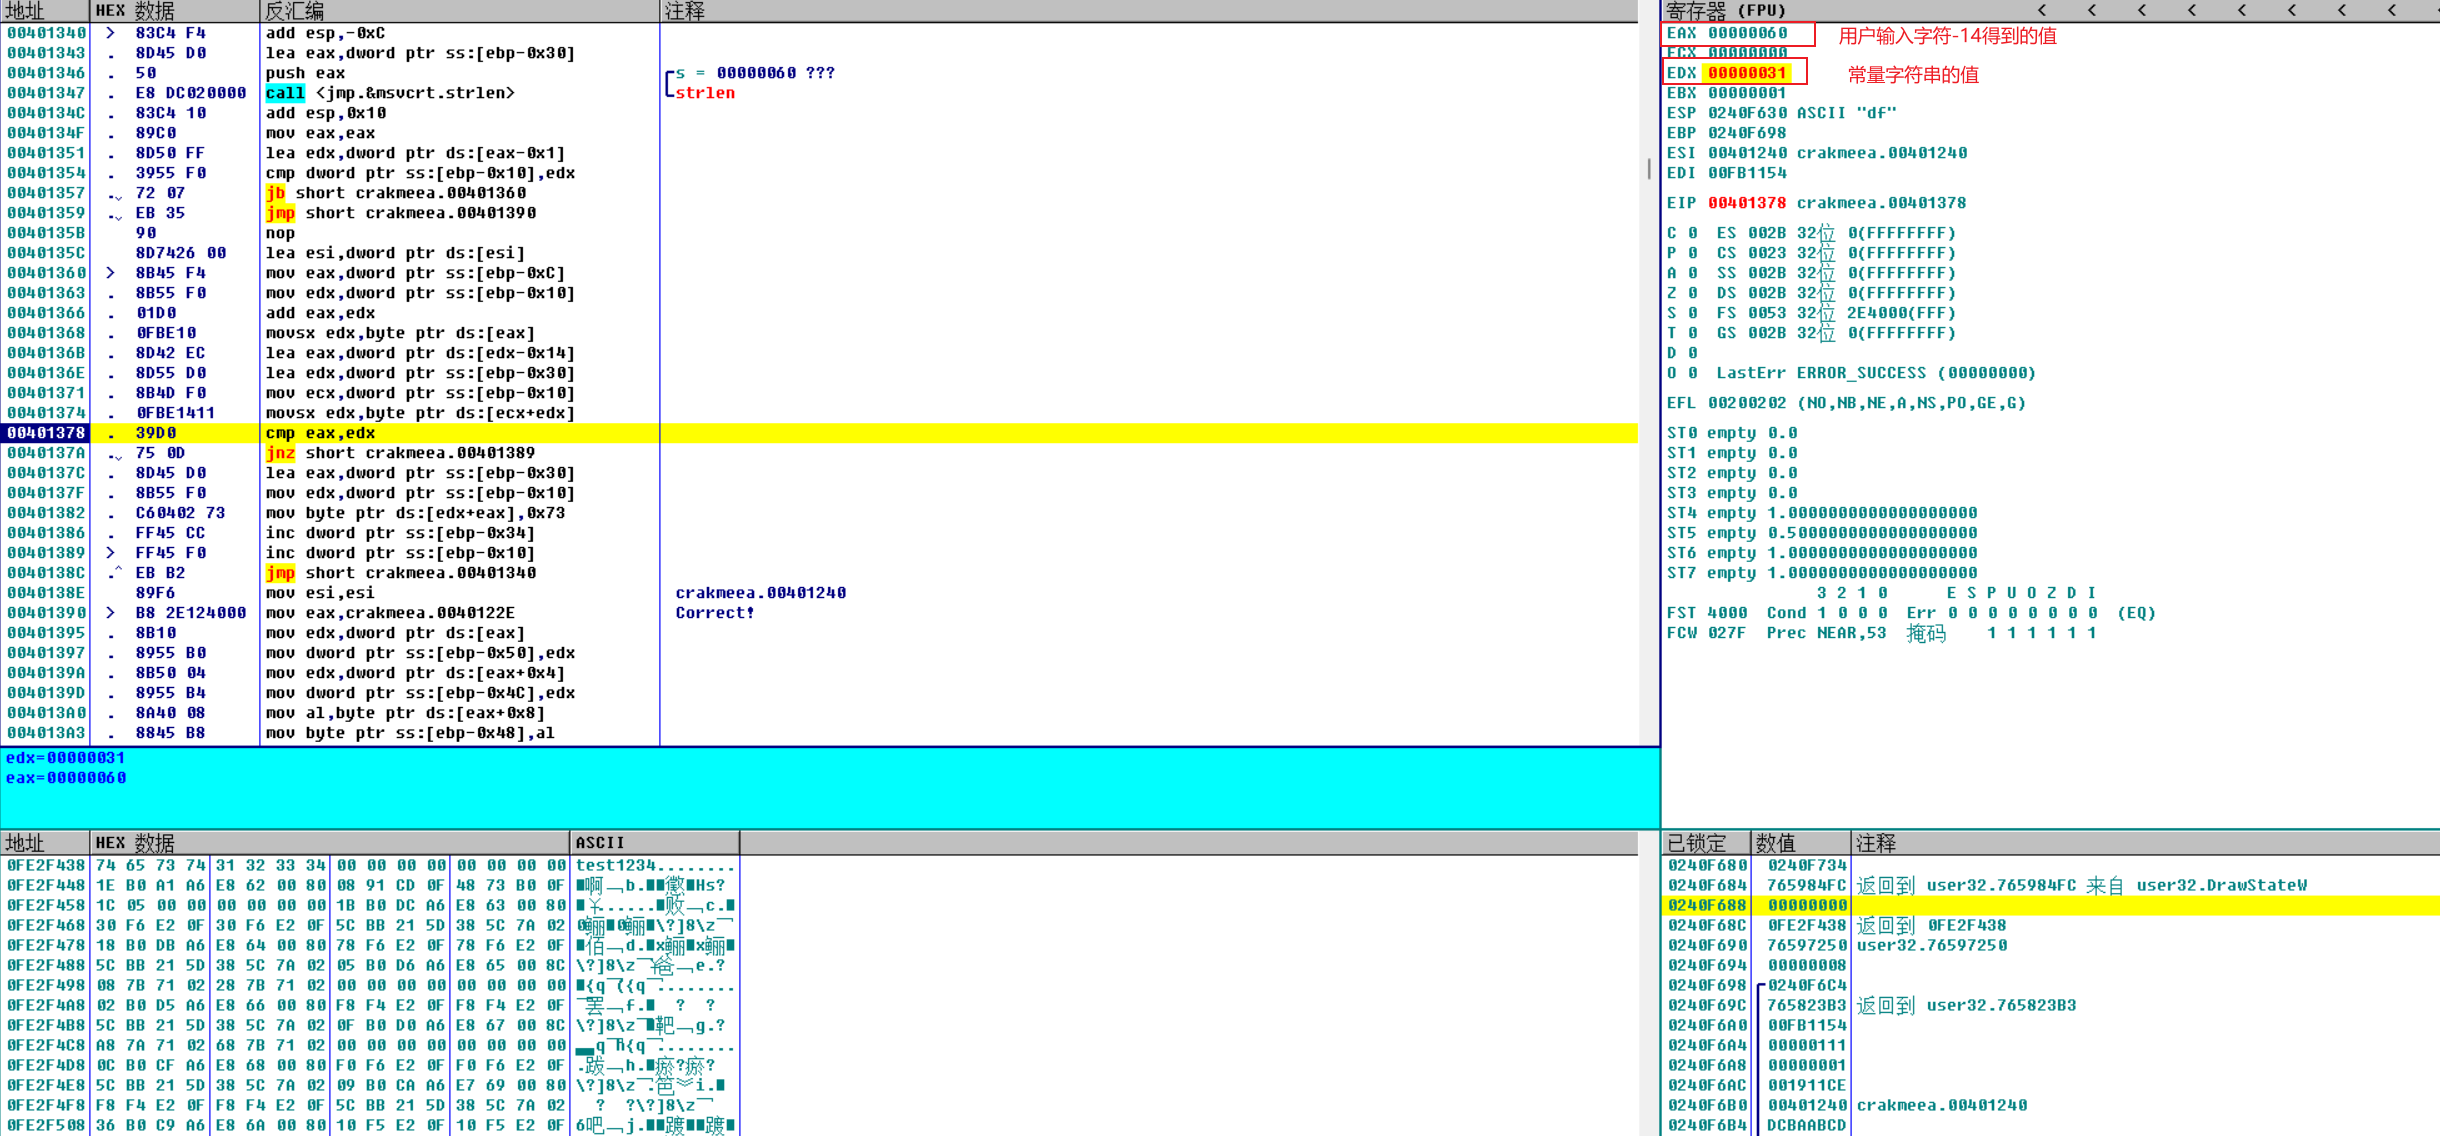 地址 HEX 数据 反汇编 注释
00401340 > 83C4 F4 add esp,-0xC
00401343 . 8D45 D0 lea eax,dword ptr ss:[ebp-0x30]
00401346 . 50 push eax s = 00000060 ???
00401347 . E8 DC020000 call <jmp.&msvcrt.strlen> strlen
0040134C . 83C4 10 add esp,0x10
0040134F . 89C0 mov eax,eax
00401351 . 8D50 FF lea edx,dword ptr ds:[eax-0x1]
00401354 . 3955 F0 cmp dword ptr ss:[ebp-0x10],edx
00401357 . 72 07 jb short crakmeea.00401360
00401359 . EB 35 jmp short crakmeea.00401390
0040135B 90 nop
0040135C 8D7426 00 lea esi,dword ptr ds:[esi]
00401360 > 8B45 F4 mov eax,dword ptr ss:[ebp-0xC]
00401363 . 8B55 F0 mov edx,dword ptr ss:[ebp-0x10]
00401366 . 01D0 add eax,edx
00401368 . 0FBE10 movsx edx,byte ptr ds:[eax]
0040136B . 8D42 EC lea eax,dword ptr ds:[edx-0x14]
0040136E . 8D55 D0 lea edx,dword ptr ss:[ebp-0x30]
00401371 . 8B4D F0 mov ecx,dword ptr ss:[ebp-0x10]
00401374 . 0FBE1411 movsx edx,byte ptr ds:[ecx+edx]
00401378 . 39D0 cmp eax,edx
0040137A . 75 0D jnz short crakmeea.00401389
0040137C . 8D45 D0 lea eax,dword ptr ss:[ebp-0x30]
0040137F . 8B55 F0 mov edx,dword ptr ss:[ebp-0x10]
00401382 . C60402 73 mov byte ptr ds:[edx+eax],0x73
00401386 . FF45 CC inc dword ptr ss:[ebp-0x34]
00401389 > FF45 F0 inc dword ptr ss:[ebp-0x10]
0040138C .^ EB B2 jmp short crakmeea.00401340
0040138E 89F6 mov esi,esi crakmeea.00401240
00401390 > B8 2E124000 mov eax,crakmeea.0040122E Correct!
00401395 . 8B10 mov edx,dword ptr ds:[eax]
00401397 . 8955 B0 mov dword ptr ss:[ebp-0x50],edx
0040139A . 8B50 04 mov edx,dword ptr ds:[eax+0x4]
0040139D . 8955 B4 mov dword ptr ss:[ebp-0x4C],edx
004013A0 . 8A40 08 mov al,byte ptr ds:[eax+0x8]
004013A3 . 8845 B8 mov byte ptr ss:[ebp-0x48],al
edx=00000031
eax=00000060
寄存器 (FPU) < < < < < < < <
EAX 00000060 用户输入字符-14得到的值
ECX 00000000
EDX 00000031 常量字符串的值
EBX 00000001
ESP 0240F630 ASCII "df"
EBP 0240F698
ESI 00401240 crakmeea.00401240
EDI 00FB1154
EIP 00401378 crakmeea.00401378
C 0 ES 002B 32位 0(FFFFFFFF)
P 0 CS 0023 32位 0(FFFFFFFF)
A 0 SS 002B 32位 0(FFFFFFFF)
Z 0 DS 002B 32位 0(FFFFFFFF)
S 0 FS 0053 32位 2E4000(FFF)
T 0 GS 002B 32位 0(FFFFFFFF)
D 0
O 0 LastErr ERROR_SUCCESS (00000000)
EFL 00200202 (NO,NB,NE,A,NS,PO,GE,G)
ST0 empty 0.0
ST1 empty 0.0
ST2 empty 0.0
ST3 empty 0.0
ST4 empty 1.0000000000000000000
ST5 empty 0.5000000000000000000
ST6 empty 1.0000000000000000000
ST7 empty 1.0000000000000000000
3 2 1 0 E S P U O Z D I
FST 4000 Cond 1 0 0 0 Err 0 0 0 0 0 0 0 0 (EQ)
FCW 027F Prec NEAR,53 掩码 1 1 1 1 1 1
地址 HEX 数据 ASCII
0FE2F438 74 65 73 74 31 32 33 34 00 00 00 00 00 00 00 00 test1234........
0FE2F448 1E B0 A1 A6 E8 62 00 80 08 91 CD 0F 48 73 B0 0F
0FE2F458 1C 05 00 00 00 00 00 00 1B B0 DC A6 E8 63 00 80
0FE2F468 30 F6 E2 0F 30 F6 E2 0F 5C BB 21 5D 38 5C 7A 02
0FE2F478 18 B0 DB A6 E8 64 00 80 78 F6 E2 0F 78 F6 E2 0F
0FE2F488 5C BB 21 5D 38 5C 7A 02 05 B0 D6 A6 E8 65 00 8C
0FE2F498 08 7B 71 02 28 7B 71 02 00 00 00 00 00 00 00 00
0FE2F4A8 02 B0 D5 A6 E8 66 00 80 F8 F4 E2 0F F8 F4 E2 0F
0FE2F4B8 5C BB 21 5D 38 5C 7A 02 0F B0 D0 A6 E8 67 00 8C
0FE2F4C8 A8 7A 71 02 68 7B 71 02 00 00 00 00 00 00 00 00
0FE2F4D8 0C B0 CF A6 E8 68 00 80 F0 F6 E2 0F F0 F6 E2 0F
0FE2F4E8 5C BB 21 5D 38 5C 7A 02 09 B0 CA A6 E7 69 00 80
0FE2F4F8 F8 F4 E2 0F F8 F4 E2 0F 5C BB 21 5D 38 5C 7A 02
0FE2F508 36 B0 C9 A6 E8 6A 00 80 10 F5 E2 0F 10 F5 E2 0F
已锁定 数值 注释
0240F680 0240F734
0240F684 765984FC 返回到 user32.765984FC 来自 user32.DrawStateW
0240F688 00000000
0240F68C 0FE2F438 返回到 0FE2F438
0240F690 76597250 user32.76597250
0240F694 00000008
0240F698 0240F6C4
0240F69C 765823B3 返回到 user32.765823B3
0240F6A0 00FB1154
0240F6A4 00000111
0240F6A8 00000001
0240F6AC 001911CE
0240F6B0 00401240 crakmeea.00401240
0240F6B4 DCBAABCD